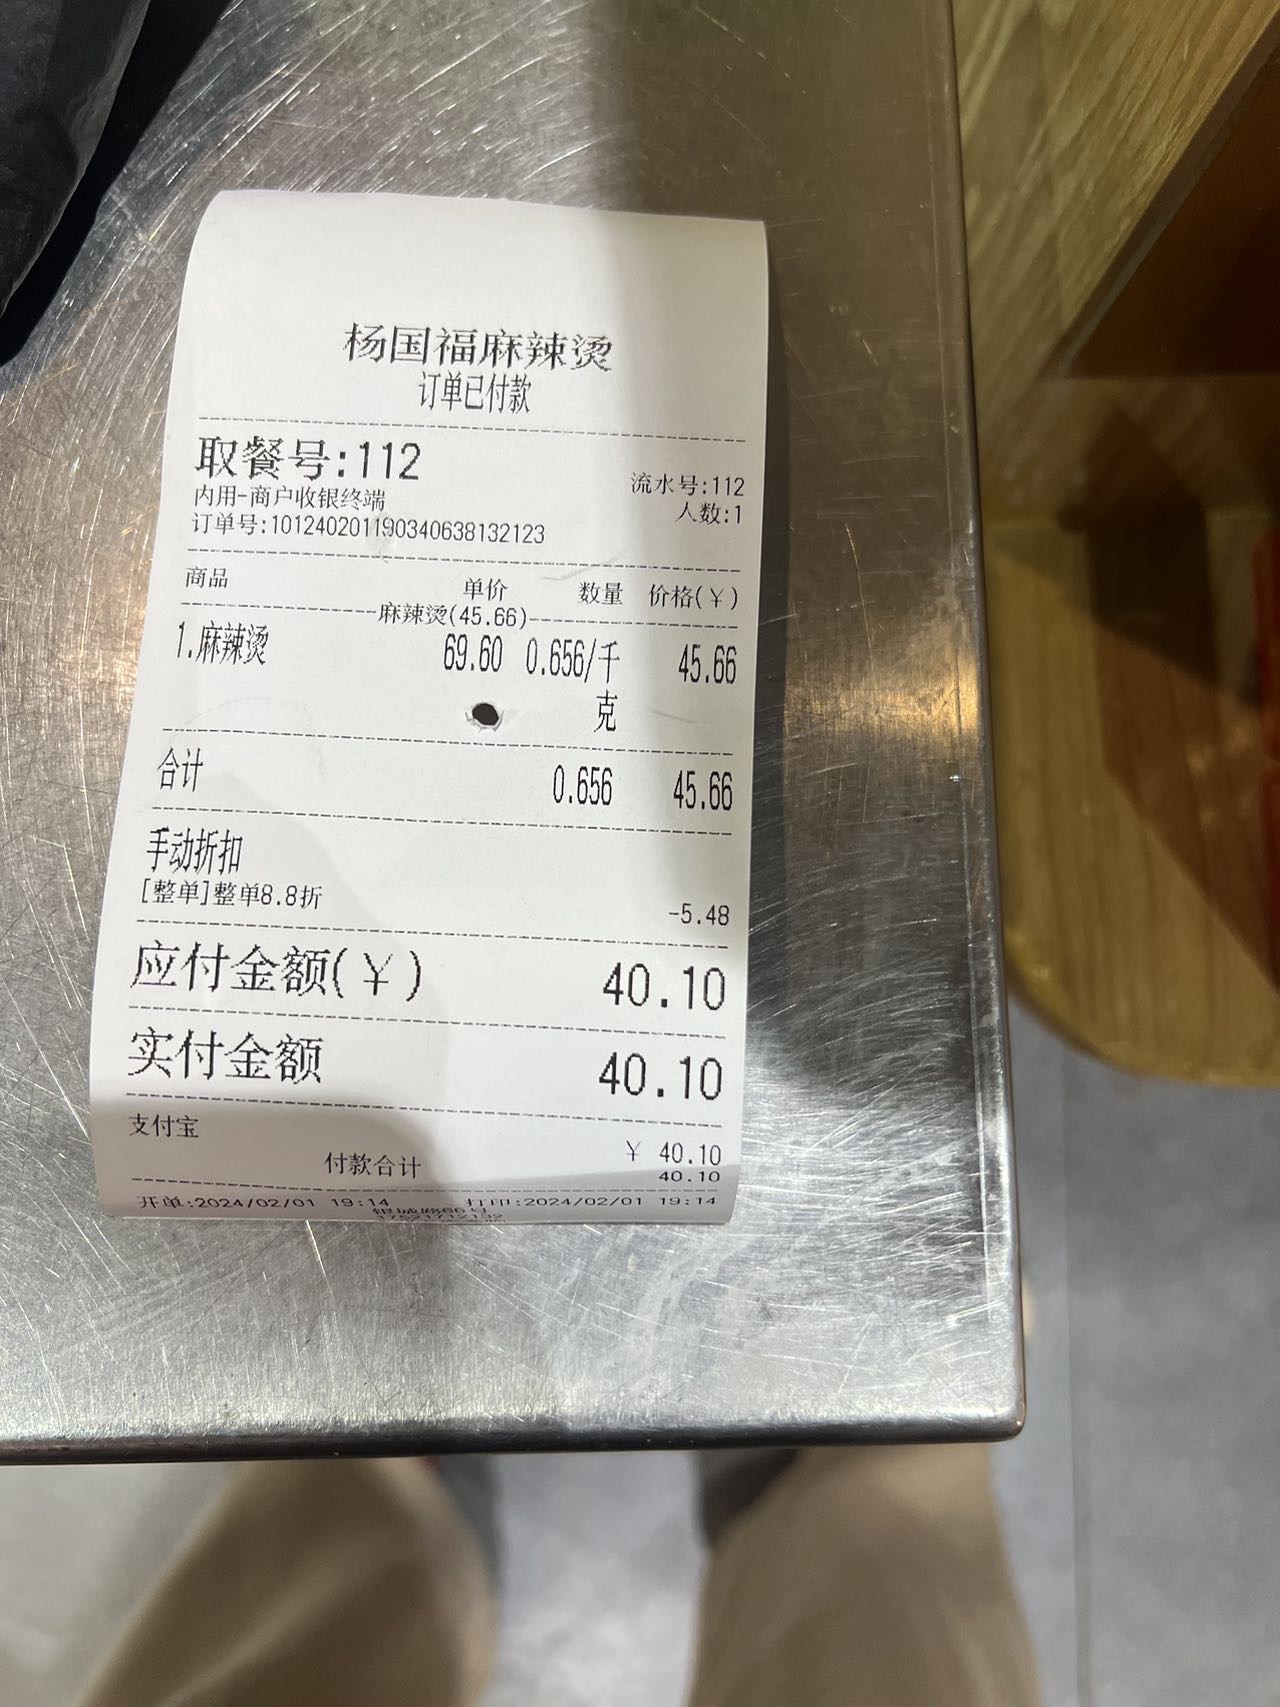 杨国福麻辣烫
订单已付款
取餐号:112
流水号:112
内用-商户收银终端
人数:1
订单号:101240201190340638132123
商品 单价 数量 价格(¥)
麻辣烫(45.66)
1.麻辣烫 69.60 0.656/千克 45.66
合计 0.656 45.66
手动折扣
[整单]整单8.8折 -5.48
应付金额(¥) 40.10
实付金额 40.10
支付宝 ¥ 40.10
付款合计 40.10
开单:2024/02/01 19:14 打印:2024/02/01 19:14